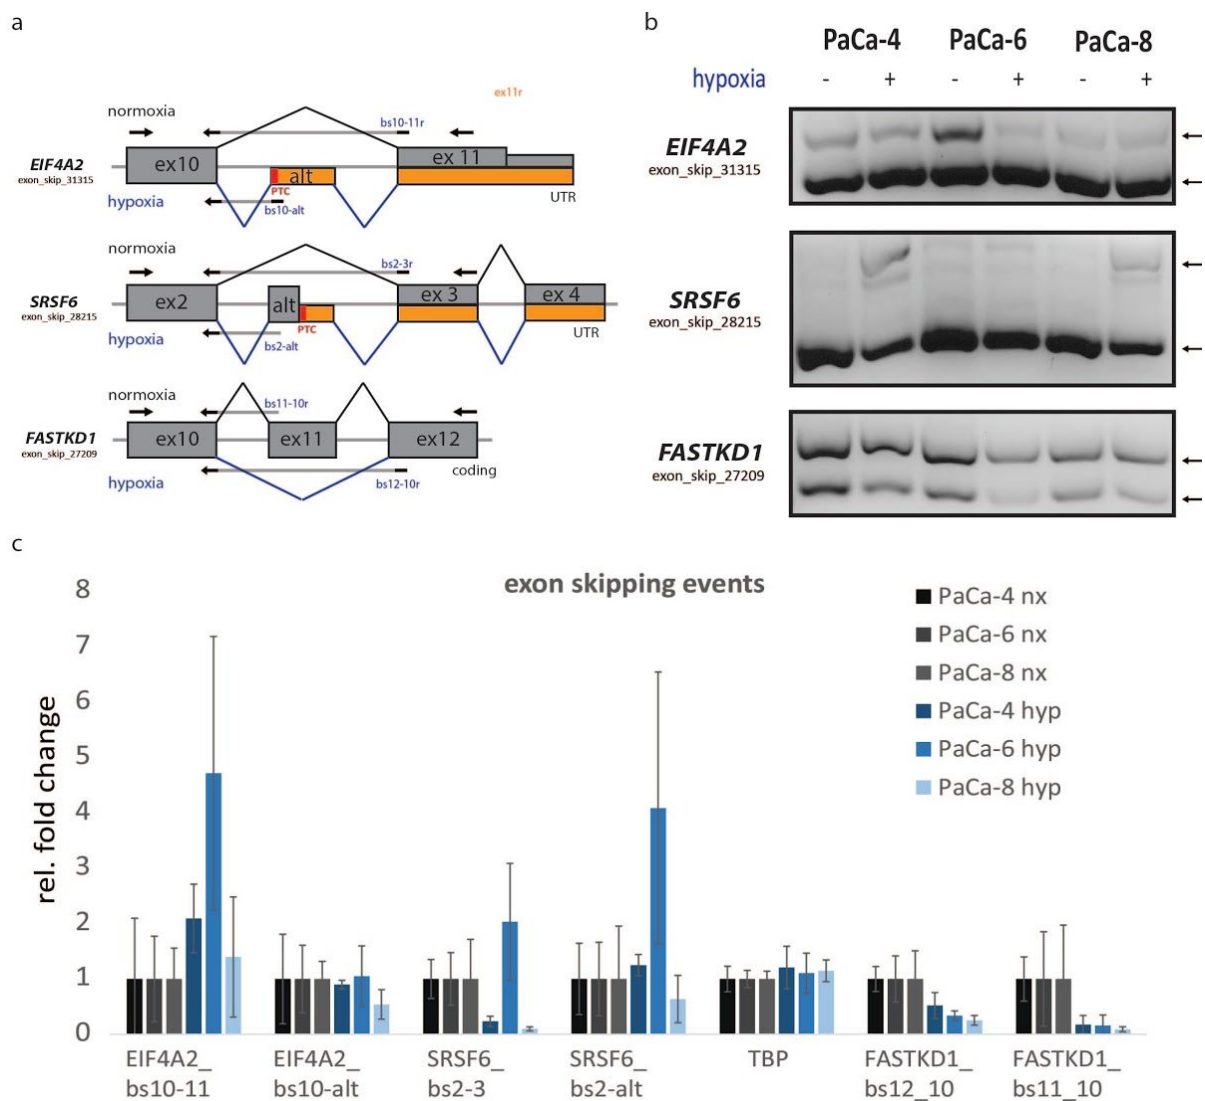 a
ex11r
normoxia
bs10-11r
ex10
ex 11
EIF4A2
exon_skip_31315
alt
PTC
UTR
hypoxia
bs10-alt
normoxia
bs2-3r
ex2
alt
ex 3
ex 4
SRSF6
exon_skip_28215
PTC
UTR
hypoxia
bs2-alt
normoxia
bs11-10r
FASTKD1
exon_skip_27209
ex10
ex11
ex12
coding
hypoxia
bs12-10r
b
PaCa-4 PaCa-6 PaCa-8
hypoxia - + - + - +
EIF4A2
exon_skip_31315
SRSF6
exon_skip_28215
FASTKD1
exon_skip_27209
c
exon skipping events
rel. fold change
8
7
6
5
4
3
2
1
0
PaCa-4 nx
PaCa-6 nx
PaCa-8 nx
PaCa-4 hyp
PaCa-6 hyp
PaCa-8 hyp
EIF4A2_
bs10-11
EIF4A2_
bs10-alt
SRSF6_
bs2-3
SRSF6_
bs2-alt
TBP
FASTKD1_
bs12_10
FASTKD1_
bs11_10